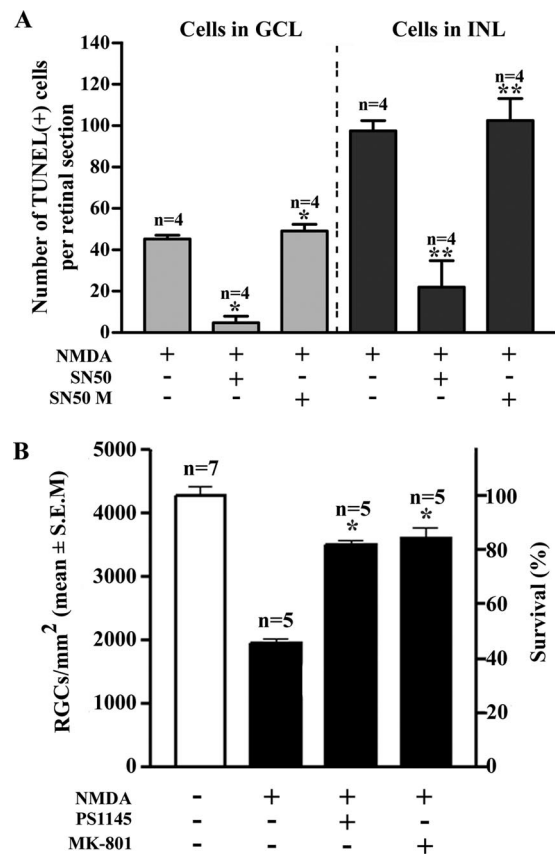 A
Cells in GCL Cells in INL
Number of TUNEL(+) cells
per retinal section
140
120
100
80
60
40
20
0
n=4
n=4
*
n=4
*
n=4
n=4
**
n=4
**
NMDA + + + + + +
SN50 - + - - + -
SN50 M - - + - - +
B
RGCs/mm² (mean ± S.E.M)
5000
4000
3000
2000
1000
0
n=7
n=5
n=5
*
n=5
*
100
80
60
40
20
0
Survival (%)
NMDA - + + +
PS1145 - - + -
MK-801 - - - +